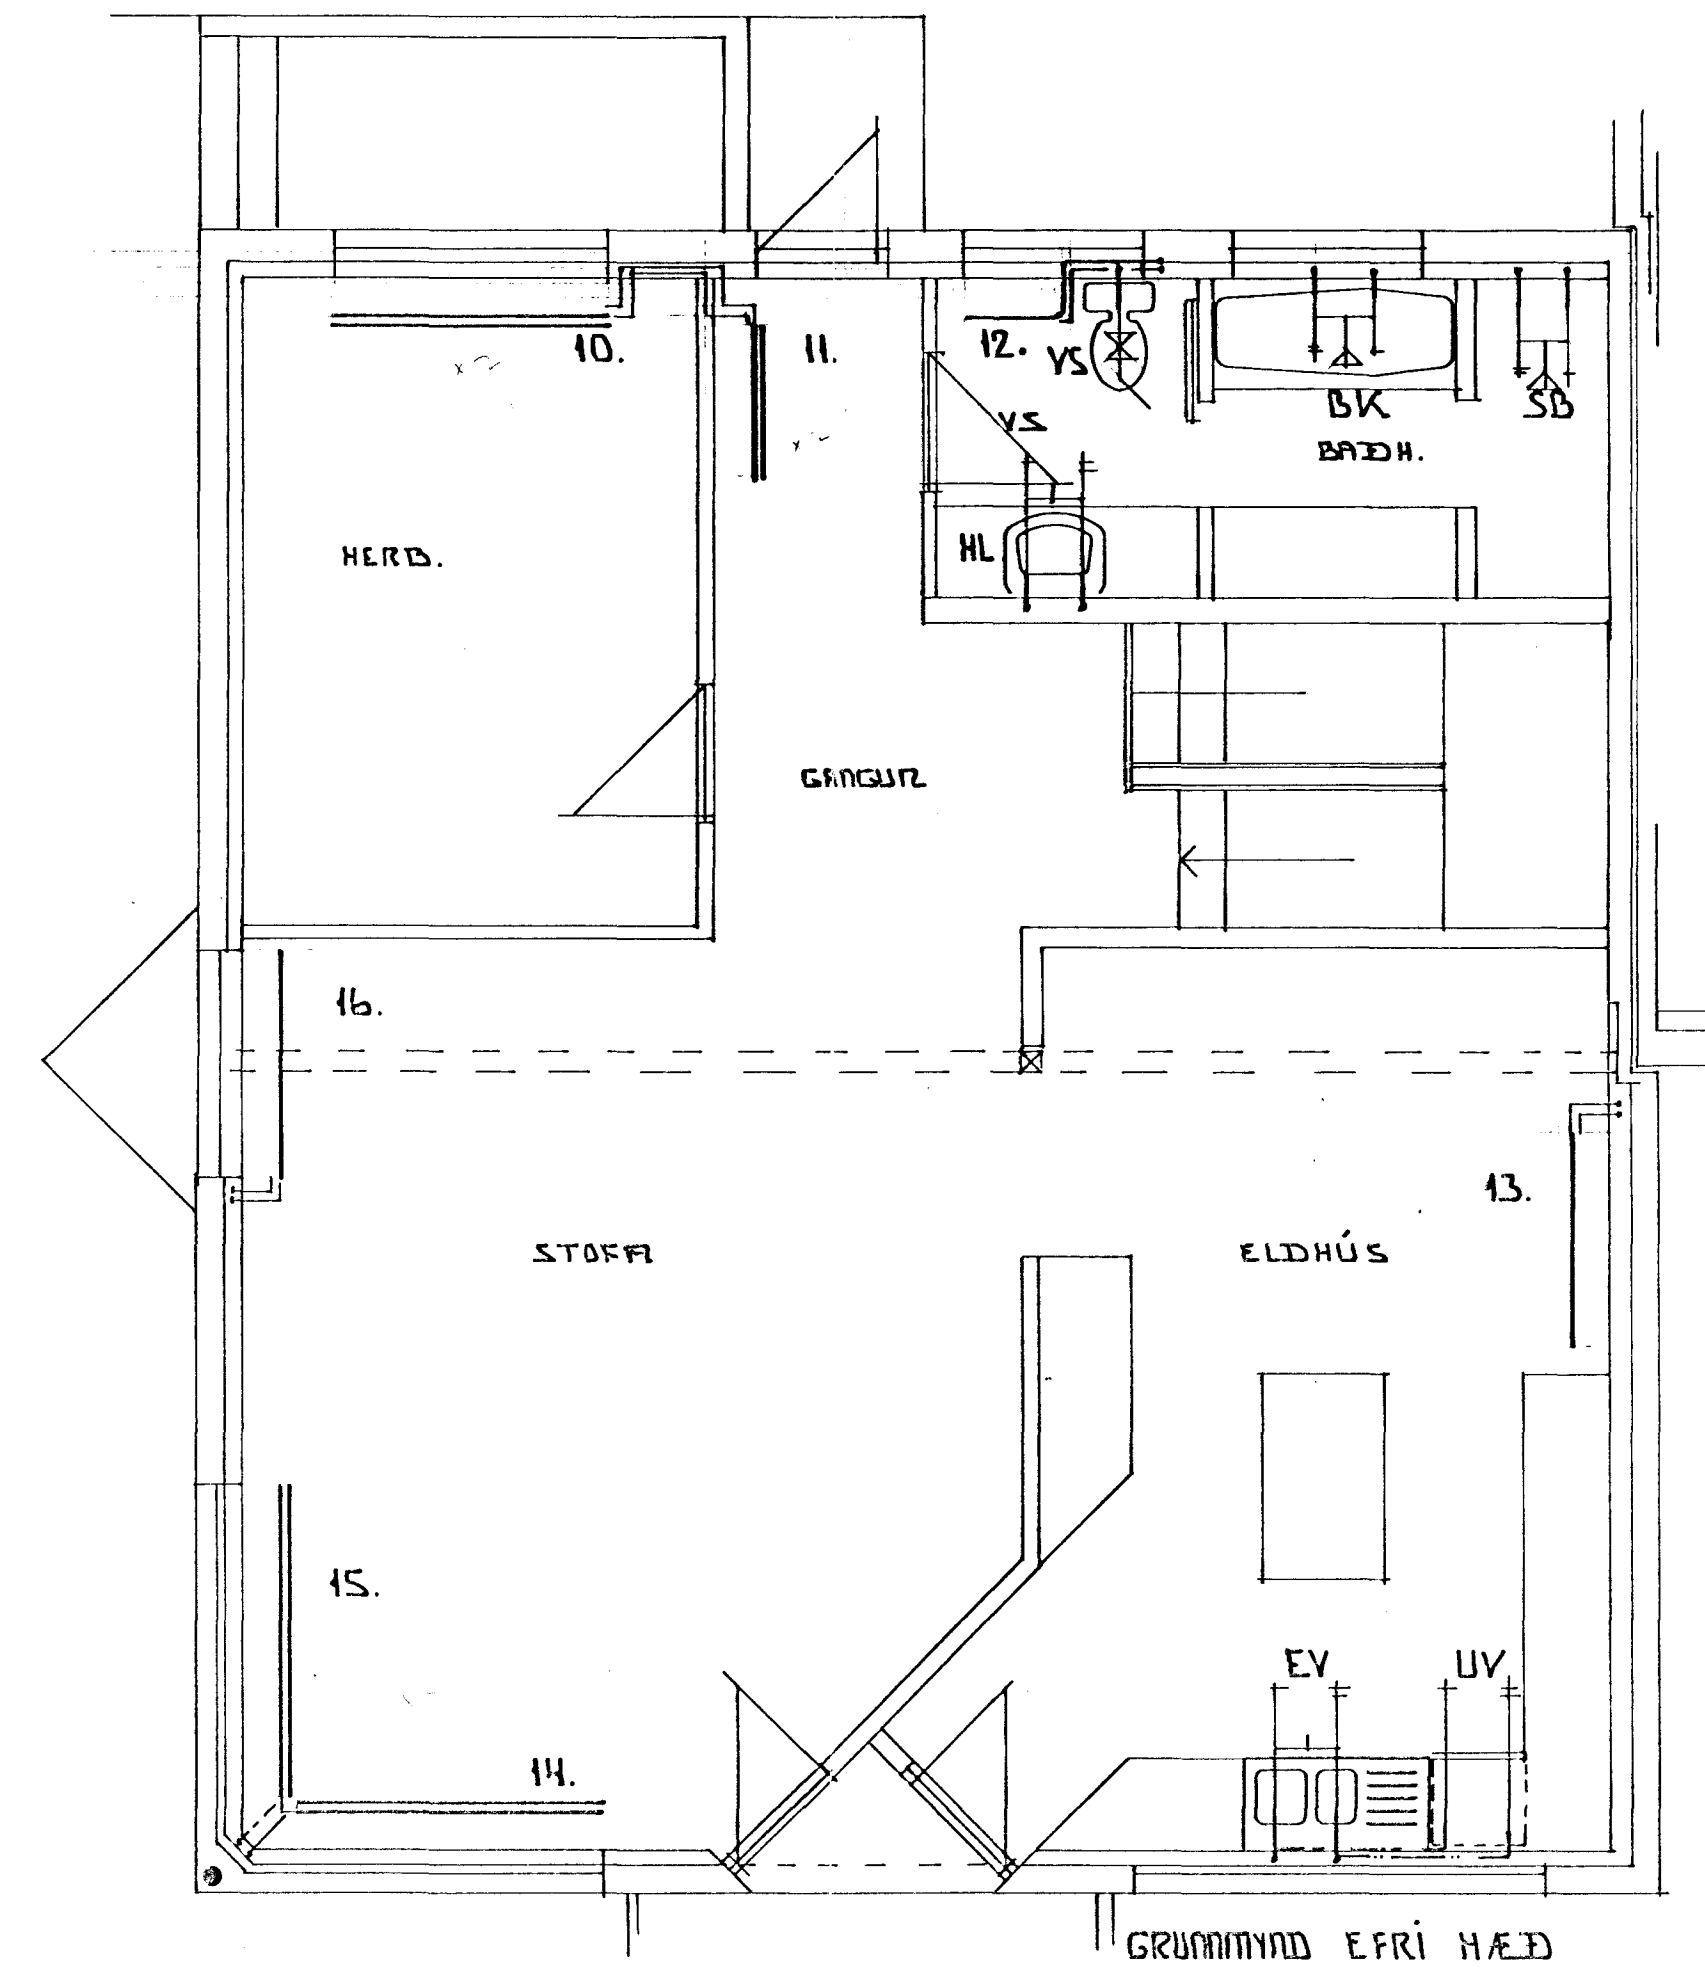 10.
11.
12.
VS
BK
SB
VS
BAÐH.
HERB.
HL
GANGUR
16.
13.
STOFA
ELDHÚS
15.
EV
UV
14.
GRUNNMYND EFRI HÆÐ